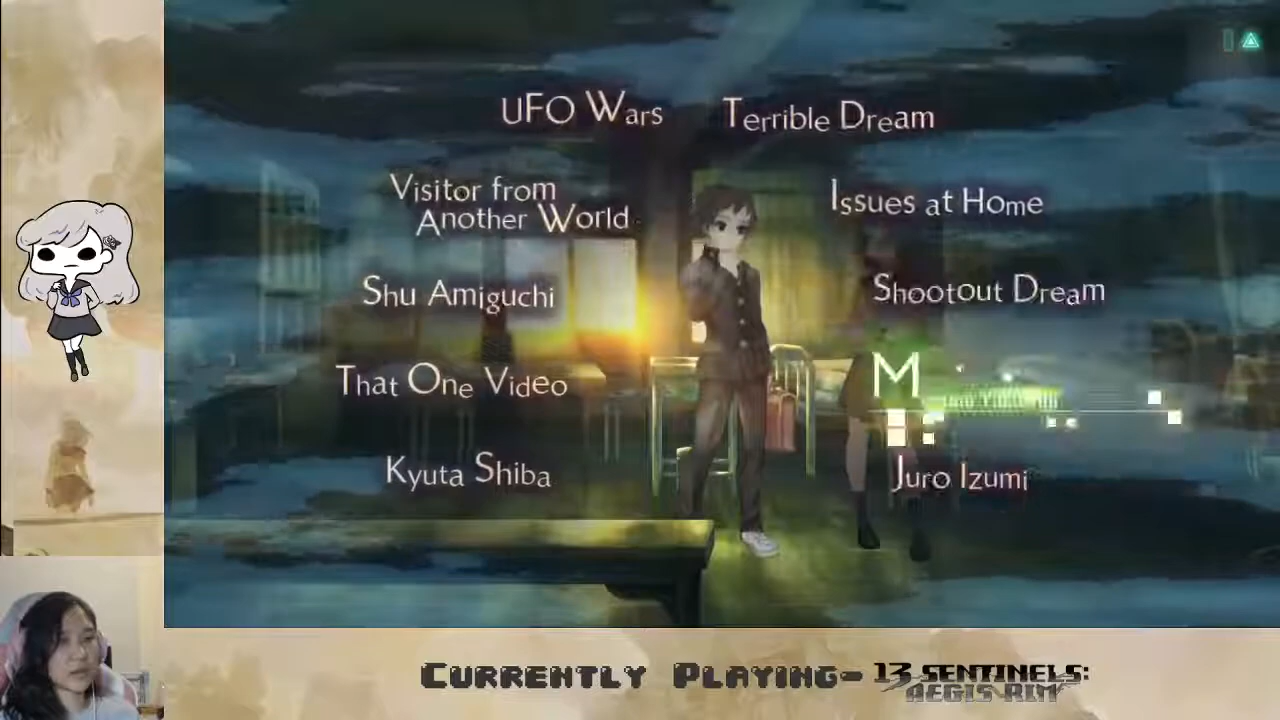 UFO Wars
Terrible Dream
Visitor from
Another World
Issues at Home
Shu Amiguchi
Shootout Dream
That One Video
M
Kyuta Shiba
Juro Izumi
Currently Playing- 13 SENTINELS:
AEGIS RIM